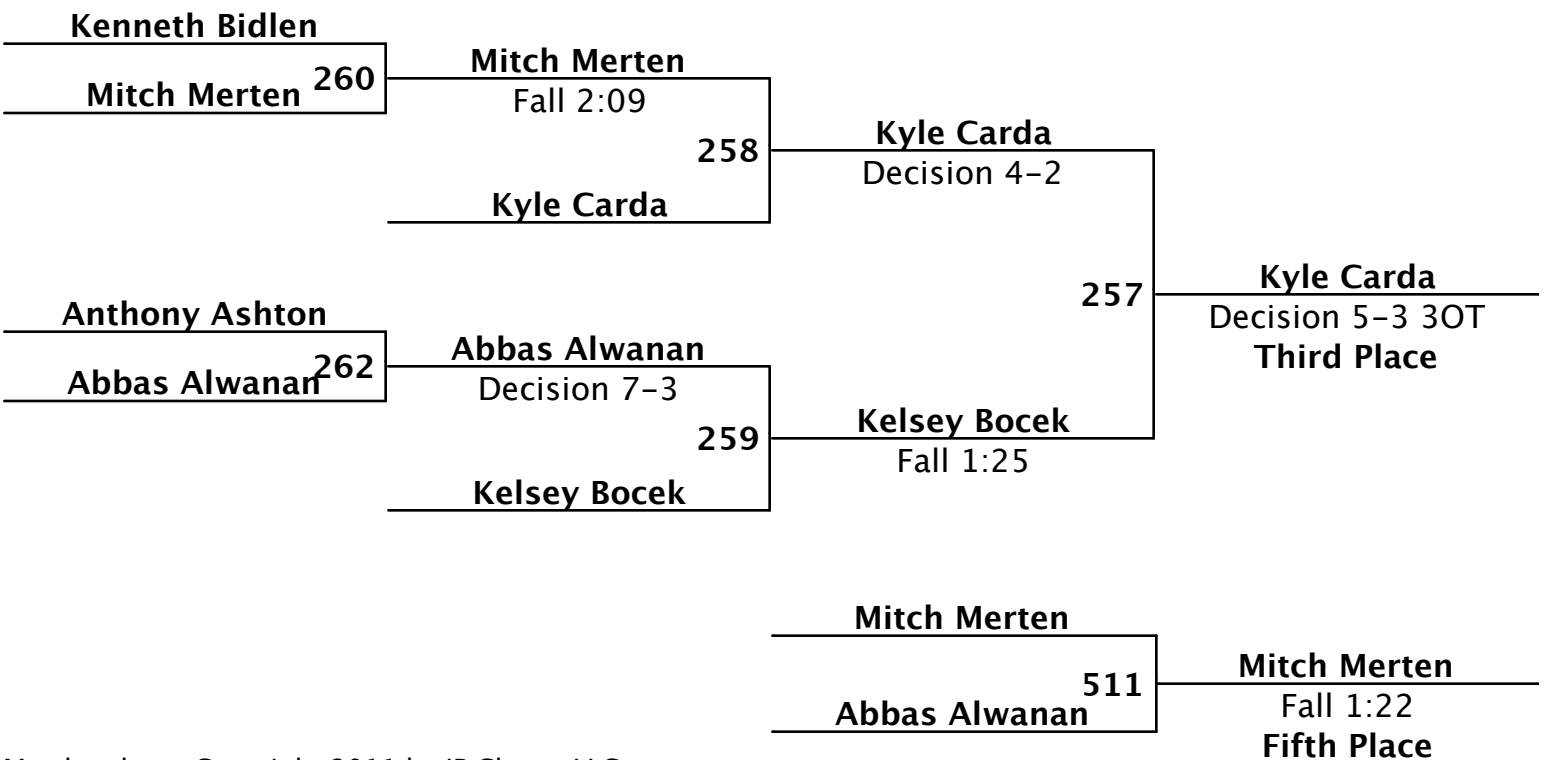 Kenneth Bidlen
Mitch Merten
260
Mitch Merten
Fall 2:09
258
Kyle Carda
Kyle Carda
Decision 4-2
Anthony Ashton
Abbas Alwanan
262
Abbas Alwanan
Decision 7-3
259
Kelsey Bocek
Kelsey Bocek
Fall 1:25
257
Kyle Carda
Decision 5-3 3OT
Third Place
Mitch Merten
511
Abbas Alwanan
Mitch Merten
Fall 1:22
Fifth Place